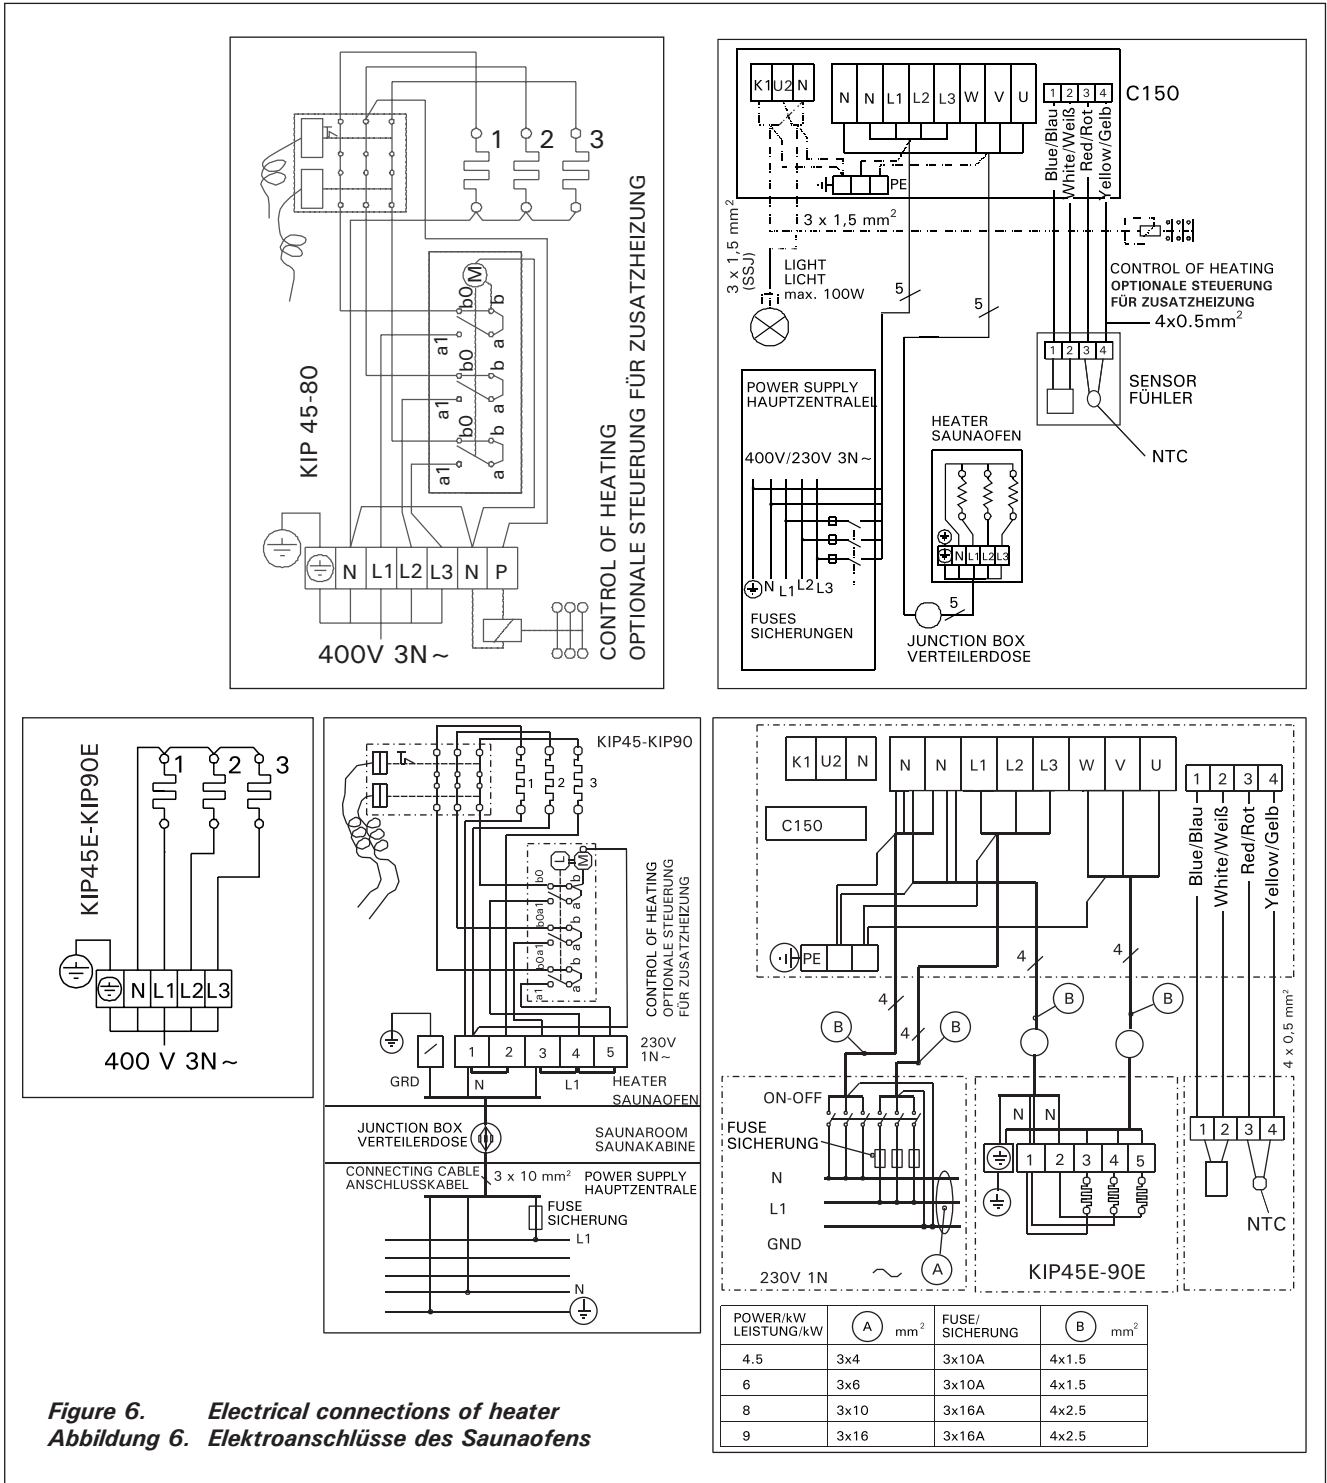 KIP 45-80
1 2 3
M
b0 b
a1 a
b0 b
a1 a
b0 b
a1 a
N L1 L2 L3 N P
400V 3N~
CONTROL OF HEATING
OPTIONALE STEUERUNG FÜR ZUSATZHEIZUNG
K1 U2 N
N N L1 L2 L3 W V U
1 2 3 4
C150
Blue/Blau
White/Weiß
Red/Rot
Yellow/Gelb
PE
3 x 1,5 mm²
(SSJ)
3 x 1,5 mm²
LIGHT
LICHT
max. 100W
CONTROL OF HEATING
OPTIONALE STEUERUNG
FÜR ZUSATZHEIZUNG
4x0.5mm²
5
5
1 2 3 4
SENSOR
FÜHLER
NTC
POWER SUPPLY
HAUPTZENTRALEL
400V/230V 3N~
N L1 L2 L3
FUSES
SICHERUNGEN
HEATER
SAUNAOFEN
N L1 L2 L3
5
JUNCTION BOX
VERTEILERDOSE
KIP45E-KIP90E
1 2 3
N L1 L2 L3
400 V 3N~
KIP45-KIP90
1 2 3
L M
b0 b
a1 a
b0 b
a1 a
b0 b
a1 a
CONTROL OF HEATING
OPTIONALE STEUERUNG
FÜR ZUSATZHEIZUNG
1 2 3 4 5
230V
1N~
GRD N L1
HEATER
SAUNAOFEN
JUNCTION BOX
VERTEILERDOSE
SAUNAROOM
SAUNAKABINE
CONNECTING CABLE
ANSCHLUSSKABEL
3 x 10 mm²
POWER SUPPLY
HAUPTZENTRALE
FUSE
SICHERUNG
L1
N
K1 U2 N
N N L1 L2 L3 W V U
1 2 3 4
C150
Blue/Blau
White/Weiß
Red/Rot
Yellow/Gelb
PE
4 4
4 4
B B
B B
4 x 0,5 mm²
ON-OFF
FUSE
SICHERUNG
N
L1
GND
230V 1N
A
N N
1 2 3 4 5
KIP45E-90E
1 2 3 4
NTC
POWER/kW
LEISTUNG/kW
A mm²
FUSE/
SICHERUNG
B mm²
4.5 3x4 3x10A 4x1.5
6 3x6 3x10A 4x1.5
8 3x10 3x16A 4x2.5
9 3x16 3x16A 4x2.5
Figure 6. Electrical connections of heater
Abbildung 6. Elektroanschlüsse des Saunaofens